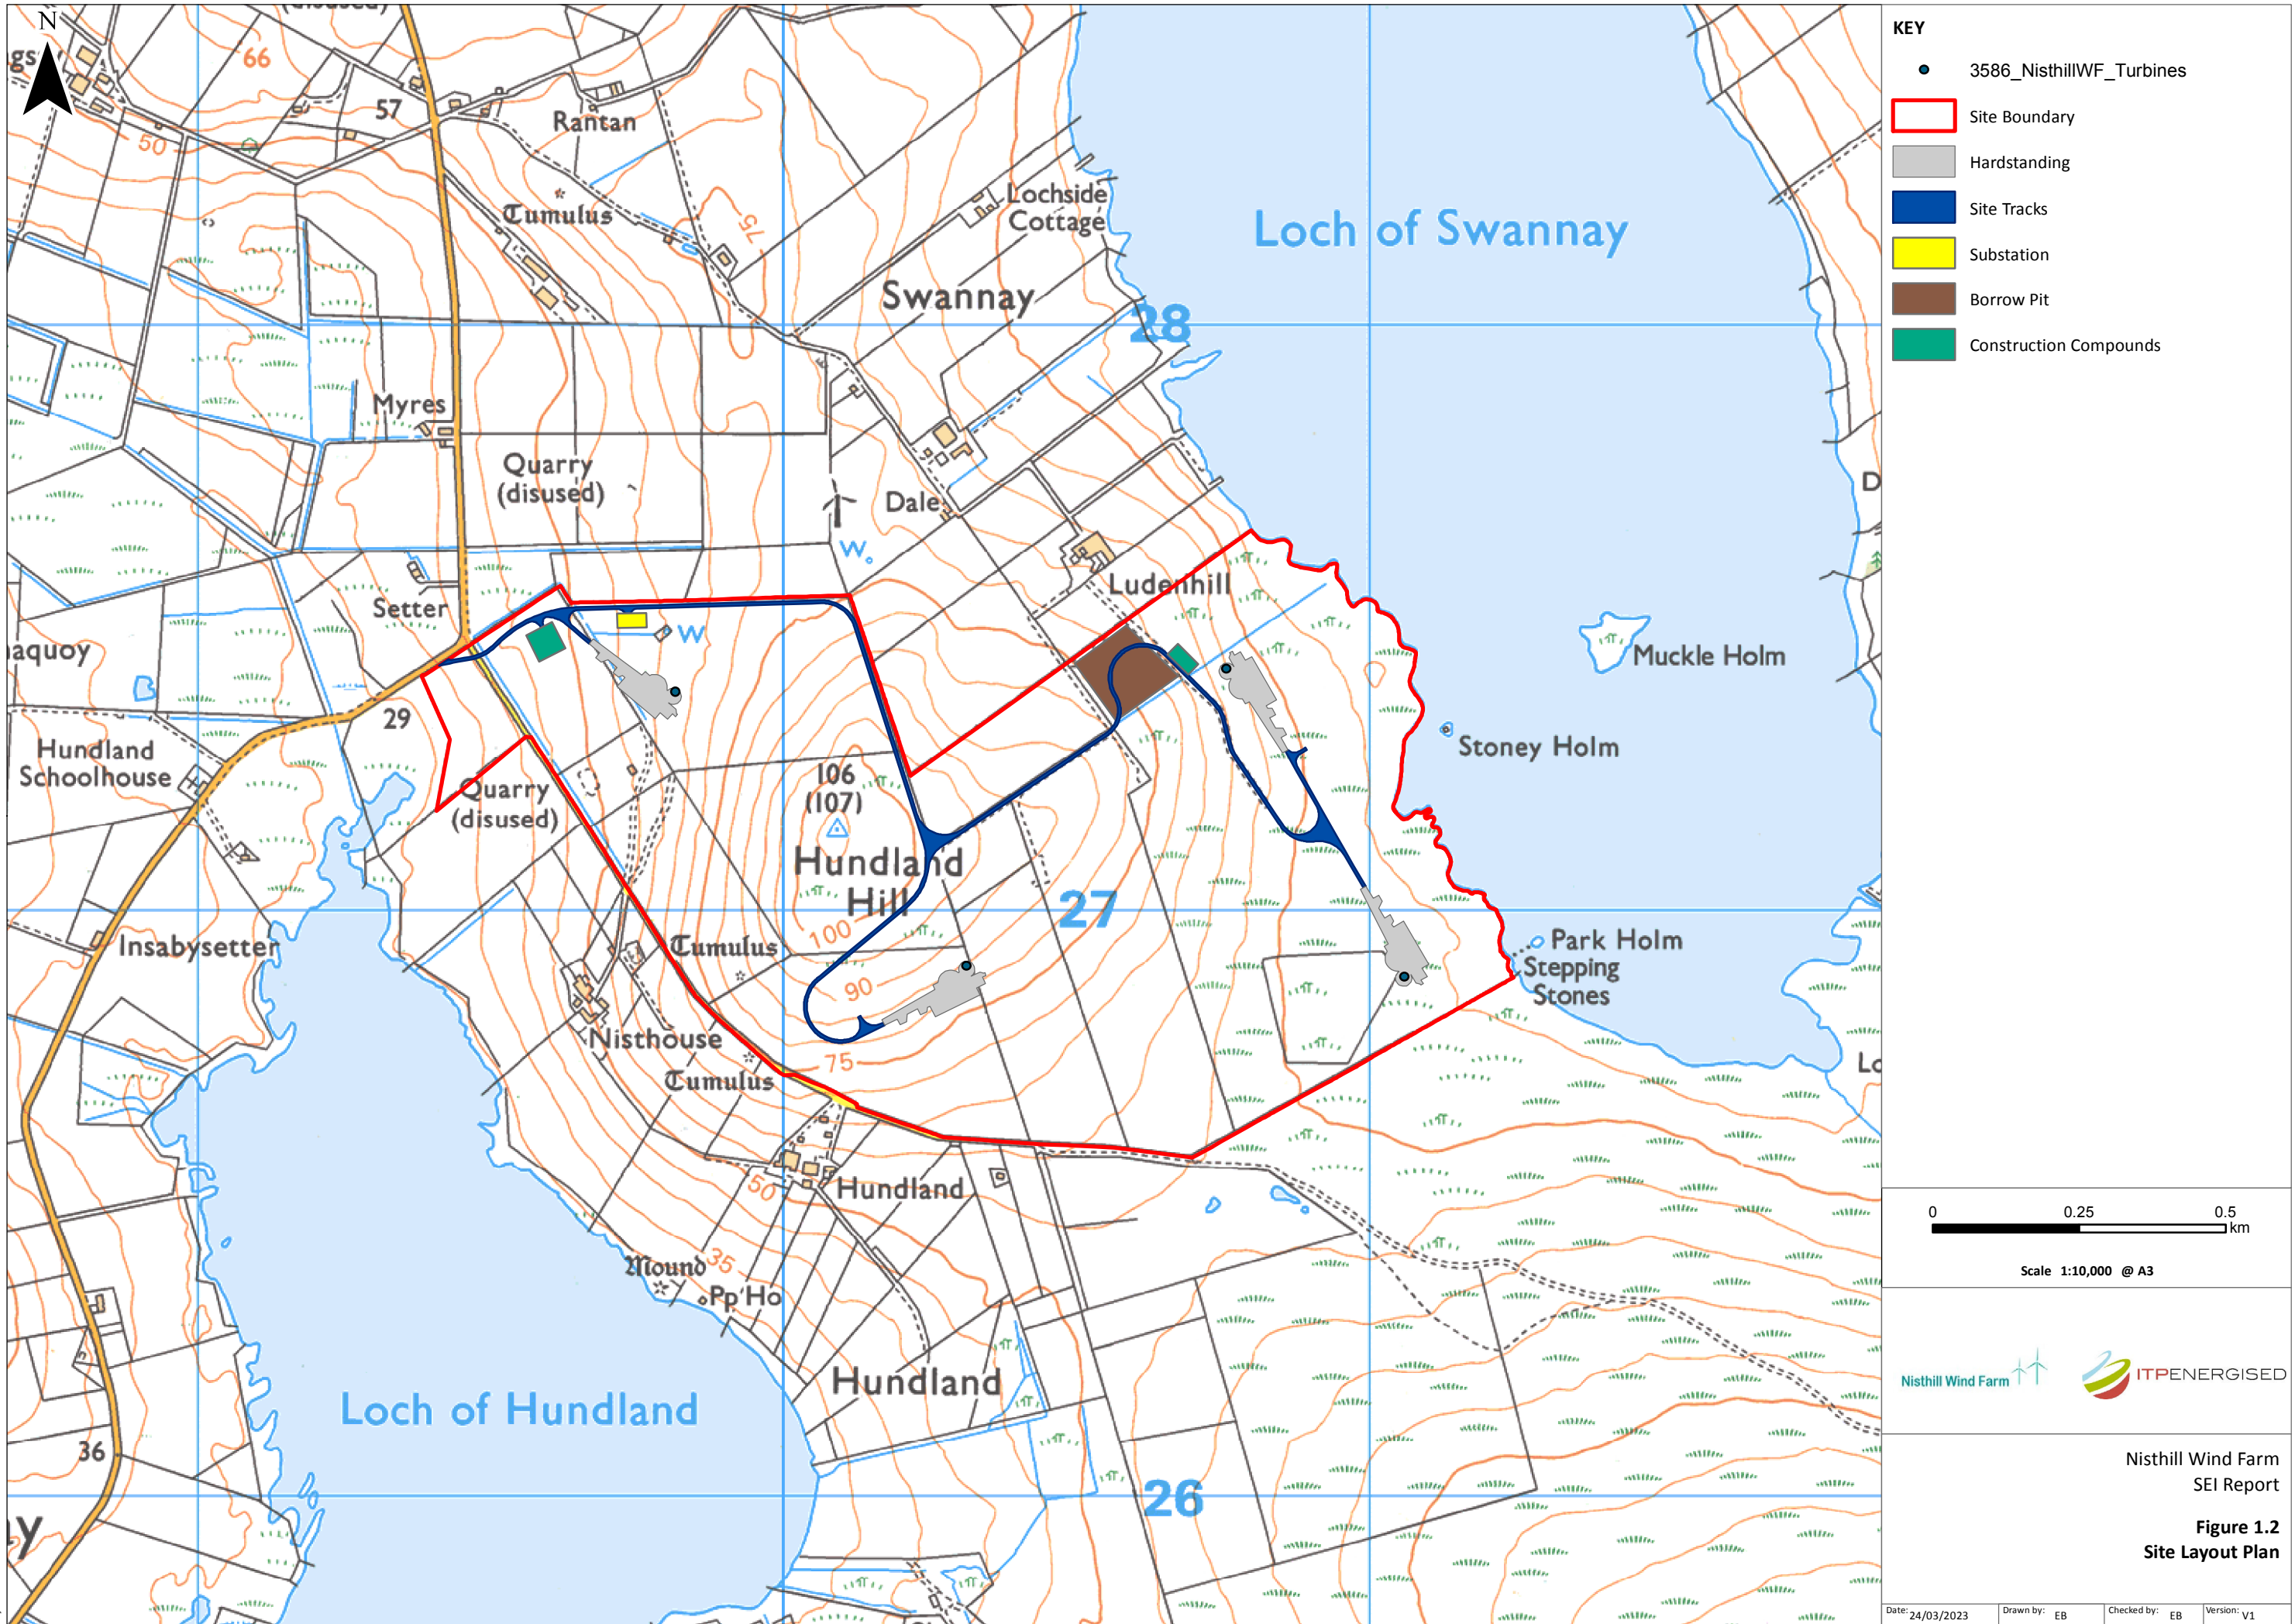 N
(disused)
gs
66
57
50
Rantan
Tumulus
75
Lochside
Cottage
Loch of Swannay
Swannay
28
Myres
Quarry
(disused)
Dale
W
Ludenhill
Setter
W
Muckle Holm
aquoy
29
Stoney Holm
Hundland
Schoolhouse
Quarry
(disused)
106
(107)
Hundland
Hill
27
100
Insabysetter
Tumulus
90
Park Holm
Stepping
Stones
Nisthouse
75
Tumulus
Lo
50
Hundland
Mound
35
Pp Ho
Hundland
Loch of Hundland
36
26
y
D
KEY
3586_NisthillWF_Turbines
Site Boundary
Hardstanding
Site Tracks
Substation
Borrow Pit
Construction Compounds
0 0.25 0.5
km
Scale 1:10,000 @ A3
Nisthill Wind Farm
ITPENERGISED
Nisthill Wind Farm
SEI Report
Figure 1.2
Site Layout Plan
Date: 24/03/2023 Drawn by: EB Checked by: EB Version: V1